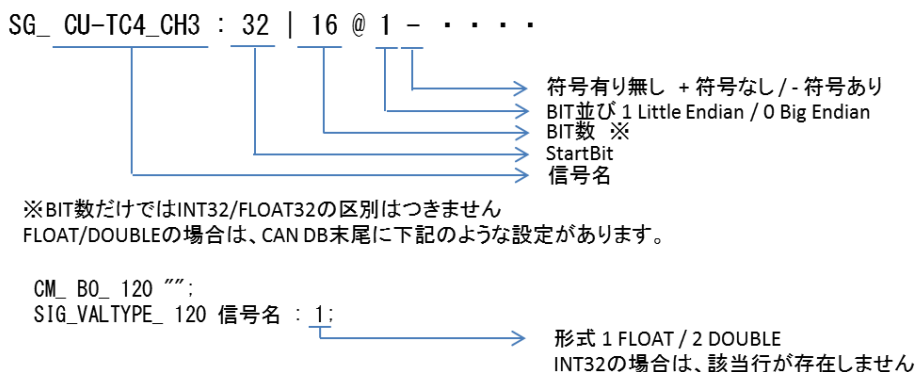 SG_ CU-TC4_CH3 : 32 | 16 @ 1 - ・・・・
符号有り無し + 符号なし / - 符号あり
BIT並び 1 Little Endian / 0 Big Endian
BIT数 ※
StartBit
信号名
※BIT数だけではINT32/FLOAT32の区別はつきません
FLOAT/DOUBLEの場合は、CAN DB末尾に下記のような設定があります。
CM_ BO_ 120 "";
SIG_VALTYPE_ 120 信号名 : 1;
形式 1 FLOAT / 2 DOUBLE
INT32の場合は、該当行が存在しません